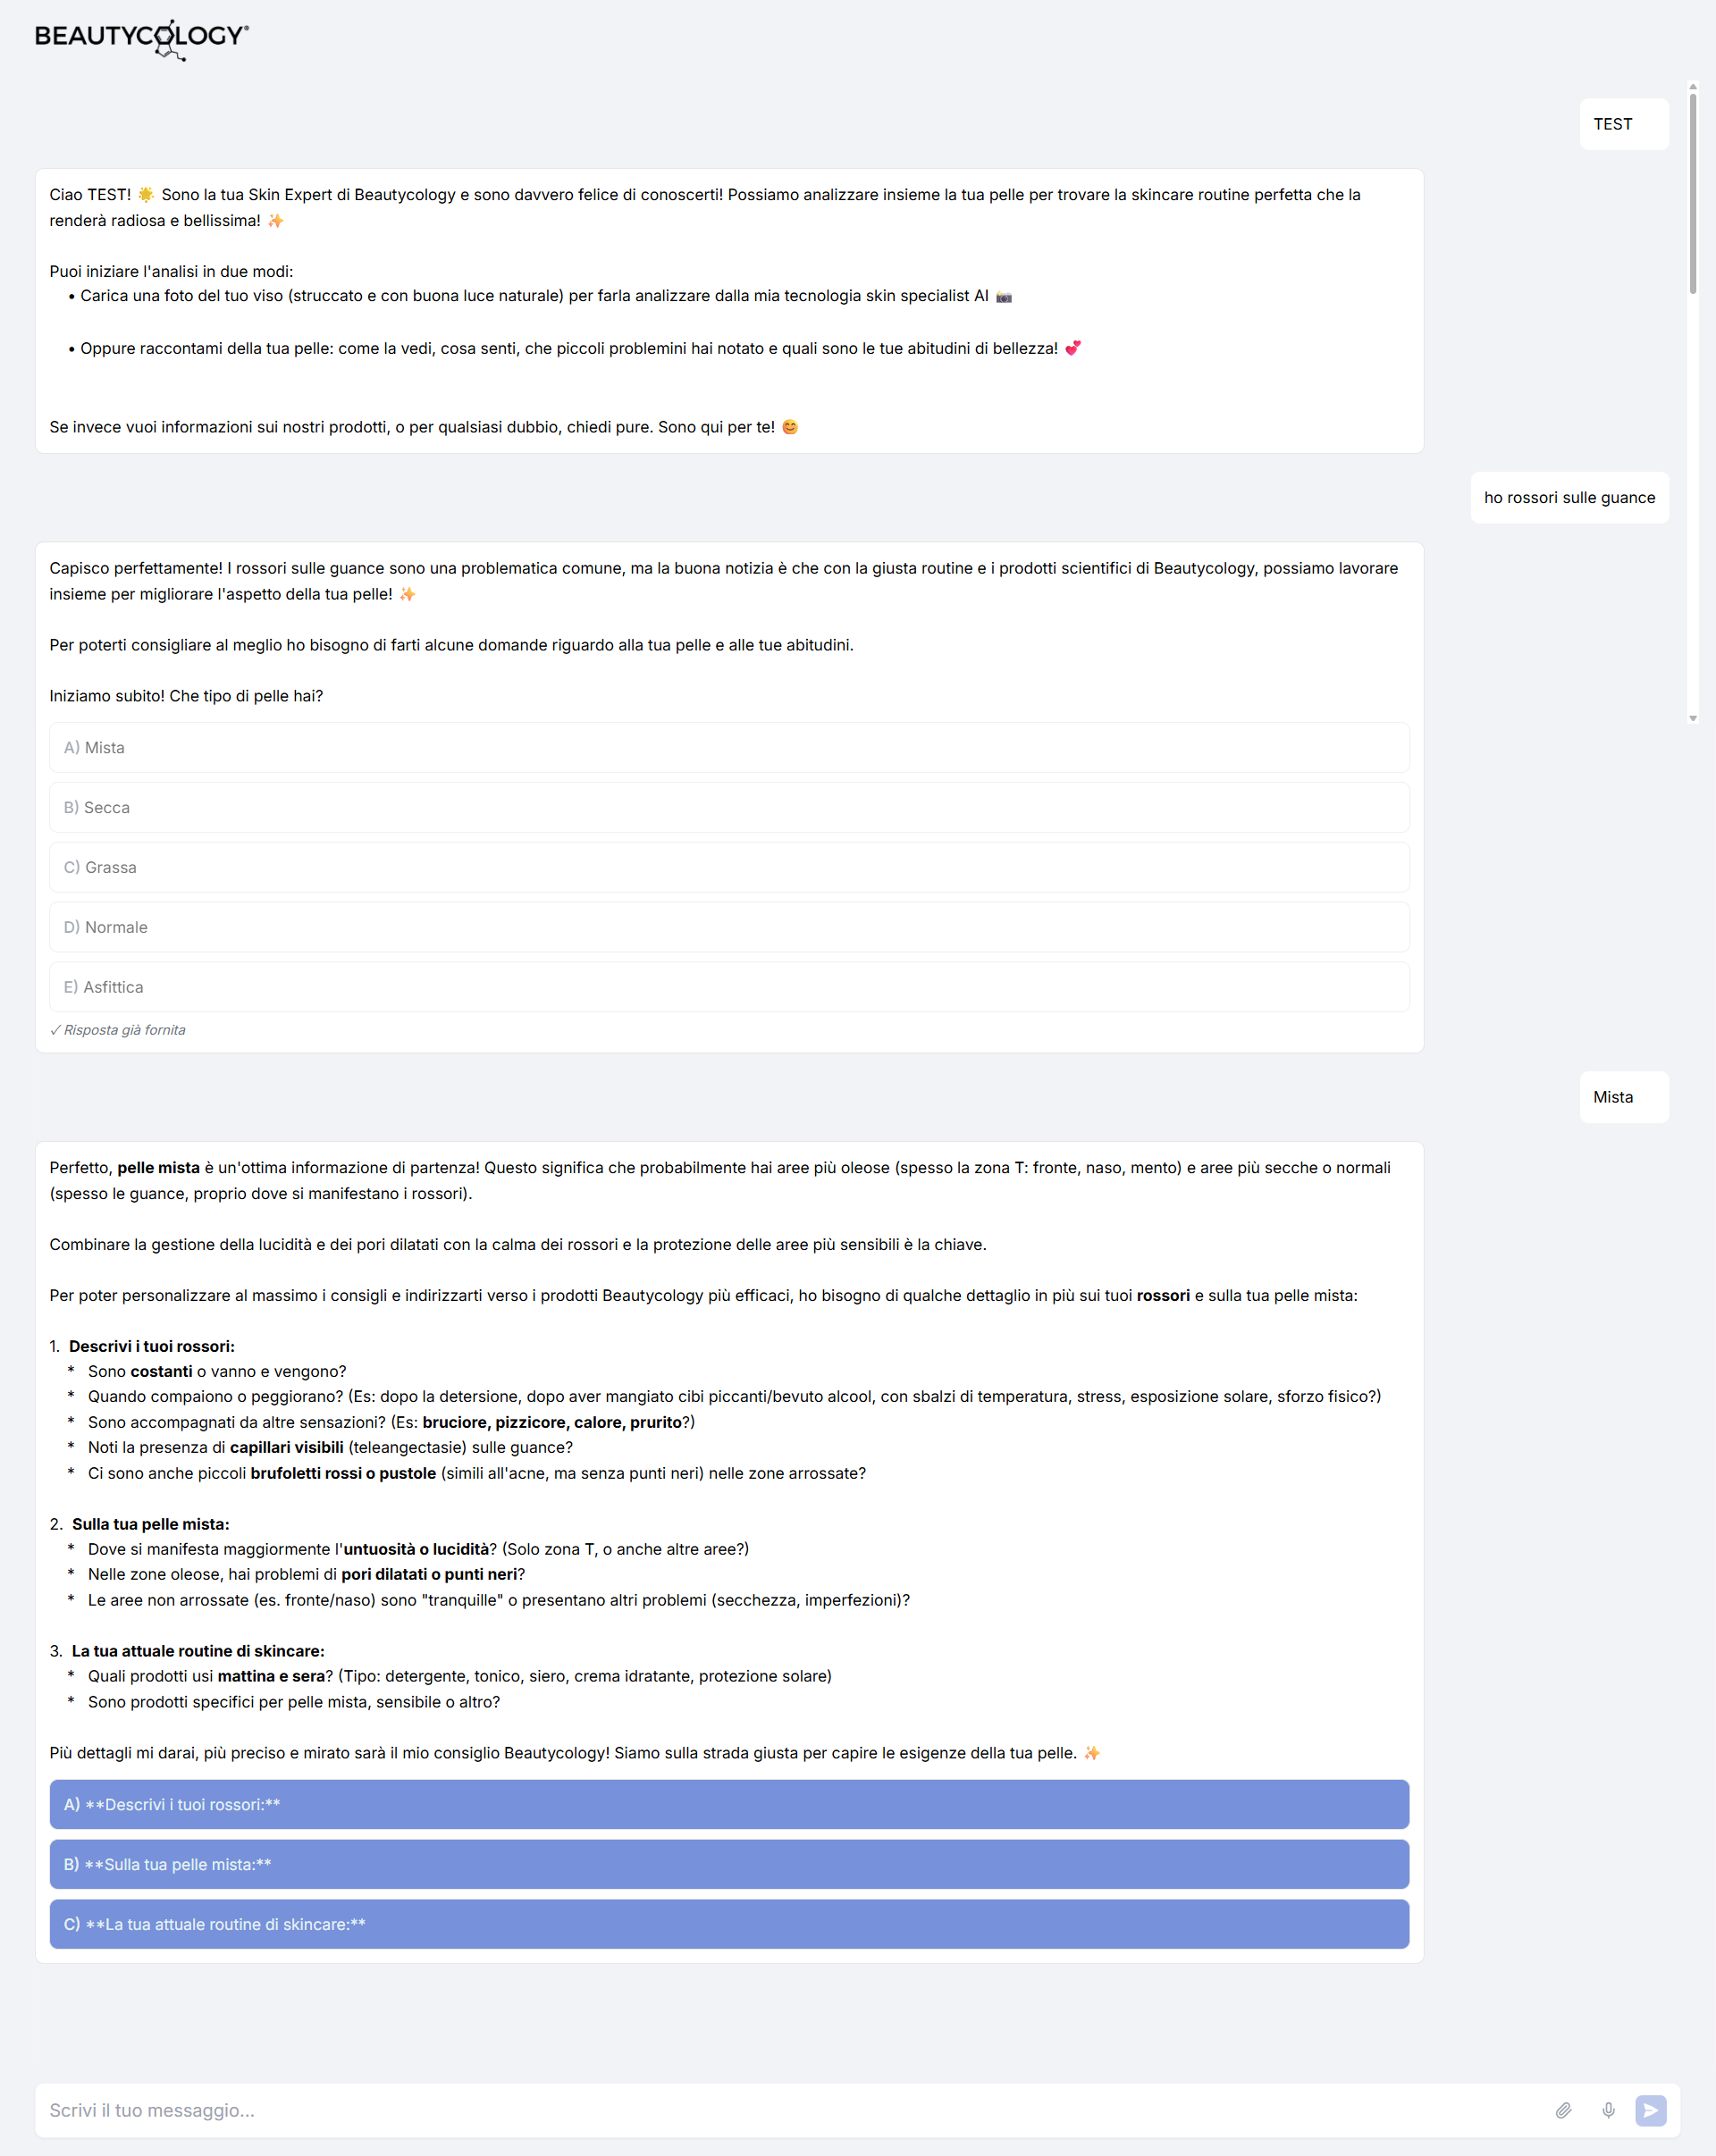 BEAUTYCOLOGY®
TEST
Ciao TEST! 🌟 Sono la tua Skin Expert di Beautycology e sono davvero felice di conoscerti! Possiamo analizzare insieme la tua pelle per trovare la skincare routine perfetta che la
renderà radiosa e bellissima! ✨
Puoi iniziare l'analisi in due modi:
• Carica una foto del tuo viso (struccato e con buona luce naturale) per farla analizzare dalla mia tecnologia skin specialist AI 📸
• Oppure raccontami della tua pelle: come la vedi, cosa senti, che piccoli problemini hai notato e quali sono le tue abitudini di bellezza! 💕
Se invece vuoi informazioni sui nostri prodotti, o per qualsiasi dubbio, chiedi pure. Sono qui per te! 😊
ho rossori sulle guance
Capisco perfettamente! I rossori sulle guance sono una problematica comune, ma la buona notizia è che con la giusta routine e i prodotti scientifici di Beautycology, possiamo lavorare
insieme per migliorare l'aspetto della tua pelle! ✨
Per poterti consigliare al meglio ho bisogno di farti alcune domande riguardo alla tua pelle e alle tue abitudini.
Iniziamo subito! Che tipo di pelle hai?
A) Mista
B) Secca
C) Grassa
D) Normale
E) Asfittica
✓ Risposta già fornita
Mista
Perfetto, pelle mista è un'ottima informazione di partenza! Questo significa che probabilmente hai aree più oleose (spesso la zona T: fronte, naso, mento) e aree più secche o normali
(spesso le guance, proprio dove si manifestano i rossori).
Combinare la gestione della lucidità e dei pori dilatati con la calma dei rossori e la protezione delle aree più sensibili è la chiave.
Per poter personalizzare al massimo i consigli e indirizzarti verso i prodotti Beautycology più efficaci, ho bisogno di qualche dettaglio in più sui tuoi rossori e sulla tua pelle mista:
1. Descrivi i tuoi rossori:
* Sono costanti o vanno e vengono?
* Quando compaiono o peggiorano? (Es: dopo la detersione, dopo aver mangiato cibi piccanti/bevuto alcool, con sbalzi di temperatura, stress, esposizione solare, sforzo fisico?)
* Sono accompagnati da altre sensazioni? (Es: bruciore, pizzicore, calore, prurito?)
* Noti la presenza di capillari visibili (teleangectasie) sulle guance?
* Ci sono anche piccoli brufoletti rossi o pustole (simili all'acne, ma senza punti neri) nelle zone arrossate?
2. Sulla tua pelle mista:
* Dove si manifesta maggiormente l'untuosità o lucidità? (Solo zona T, o anche altre aree?)
* Nelle zone oleose, hai problemi di pori dilatati o punti neri?
* Le aree non arrossate (es. fronte/naso) sono "tranquille" o presentano altri problemi (secchezza, imperfezioni)?
3. La tua attuale routine di skincare:
* Quali prodotti usi mattina e sera? (Tipo: detergente, tonico, siero, crema idratante, protezione solare)
* Sono prodotti specifici per pelle mista, sensibile o altro?
Più dettagli mi darai, più preciso e mirato sarà il mio consiglio Beautycology! Siamo sulla strada giusta per capire le esigenze della tua pelle. ✨
A) **Descrivi i tuoi rossori:**
B) **Sulla tua pelle mista:**
C) **La tua attuale routine di skincare:**
Scrivi il tuo messaggio...